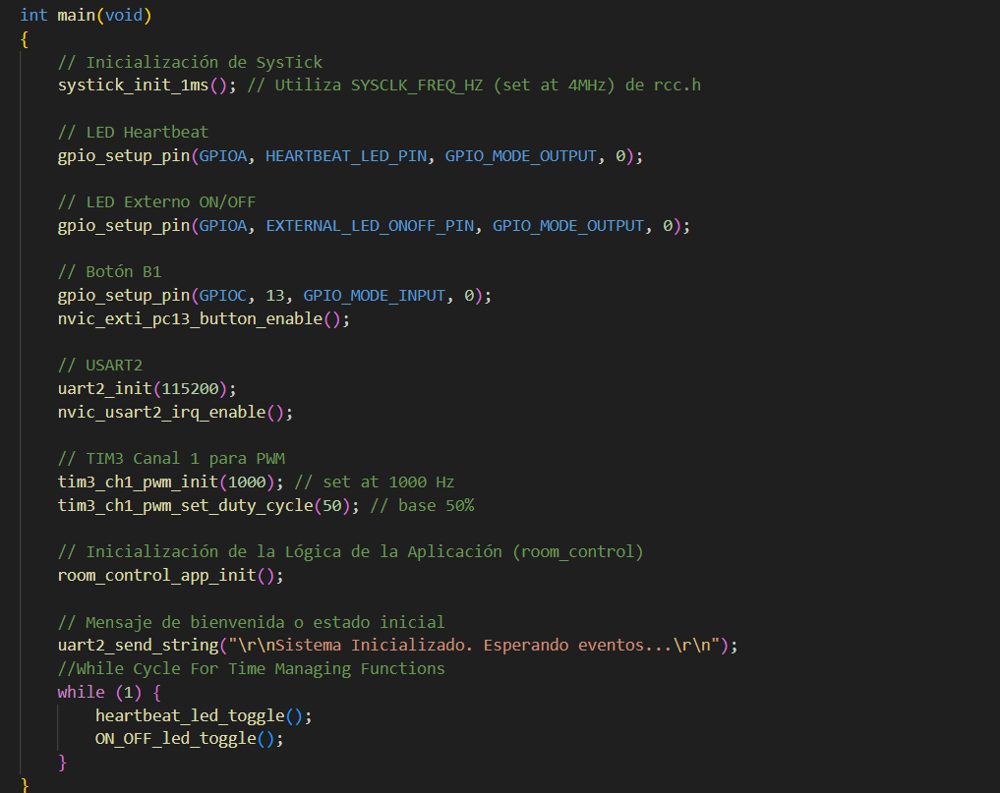 int main(void)
{
    // Inicialización de SysTick
    systick_init_1ms(); // Utiliza SYSCLK_FREQ_HZ (set at 4MHz) de rcc.h

    // LED Heartbeat
    gpio_setup_pin(GPIOA, HEARTBEAT_LED_PIN, GPIO_MODE_OUTPUT, 0);

    // LED Externo ON/OFF
    gpio_setup_pin(GPIOA, EXTERNAL_LED_ONOFF_PIN, GPIO_MODE_OUTPUT, 0);

    // Botón B1
    gpio_setup_pin(GPIOC, 13, GPIO_MODE_INPUT, 0);
    nvic_exti_pc13_button_enable();

    // USART2
    uart2_init(115200);
    nvic_usart2_irq_enable();

    // TIM3 Canal 1 para PWM
    tim3_ch1_pwm_init(1000); // set at 1000 Hz
    tim3_ch1_pwm_set_duty_cycle(50); // base 50%

    // Inicialización de la Lógica de la Aplicación (room_control)
    room_control_app_init();

    // Mensaje de bienvenida o estado inicial
    uart2_send_string("\r\nSistema Inicializado. Esperando eventos...\r\n");
    //While Cycle For Time Managing Functions
    while (1) {
        heartbeat_led_toggle();
        ON_OFF_led_toggle();
    }
}